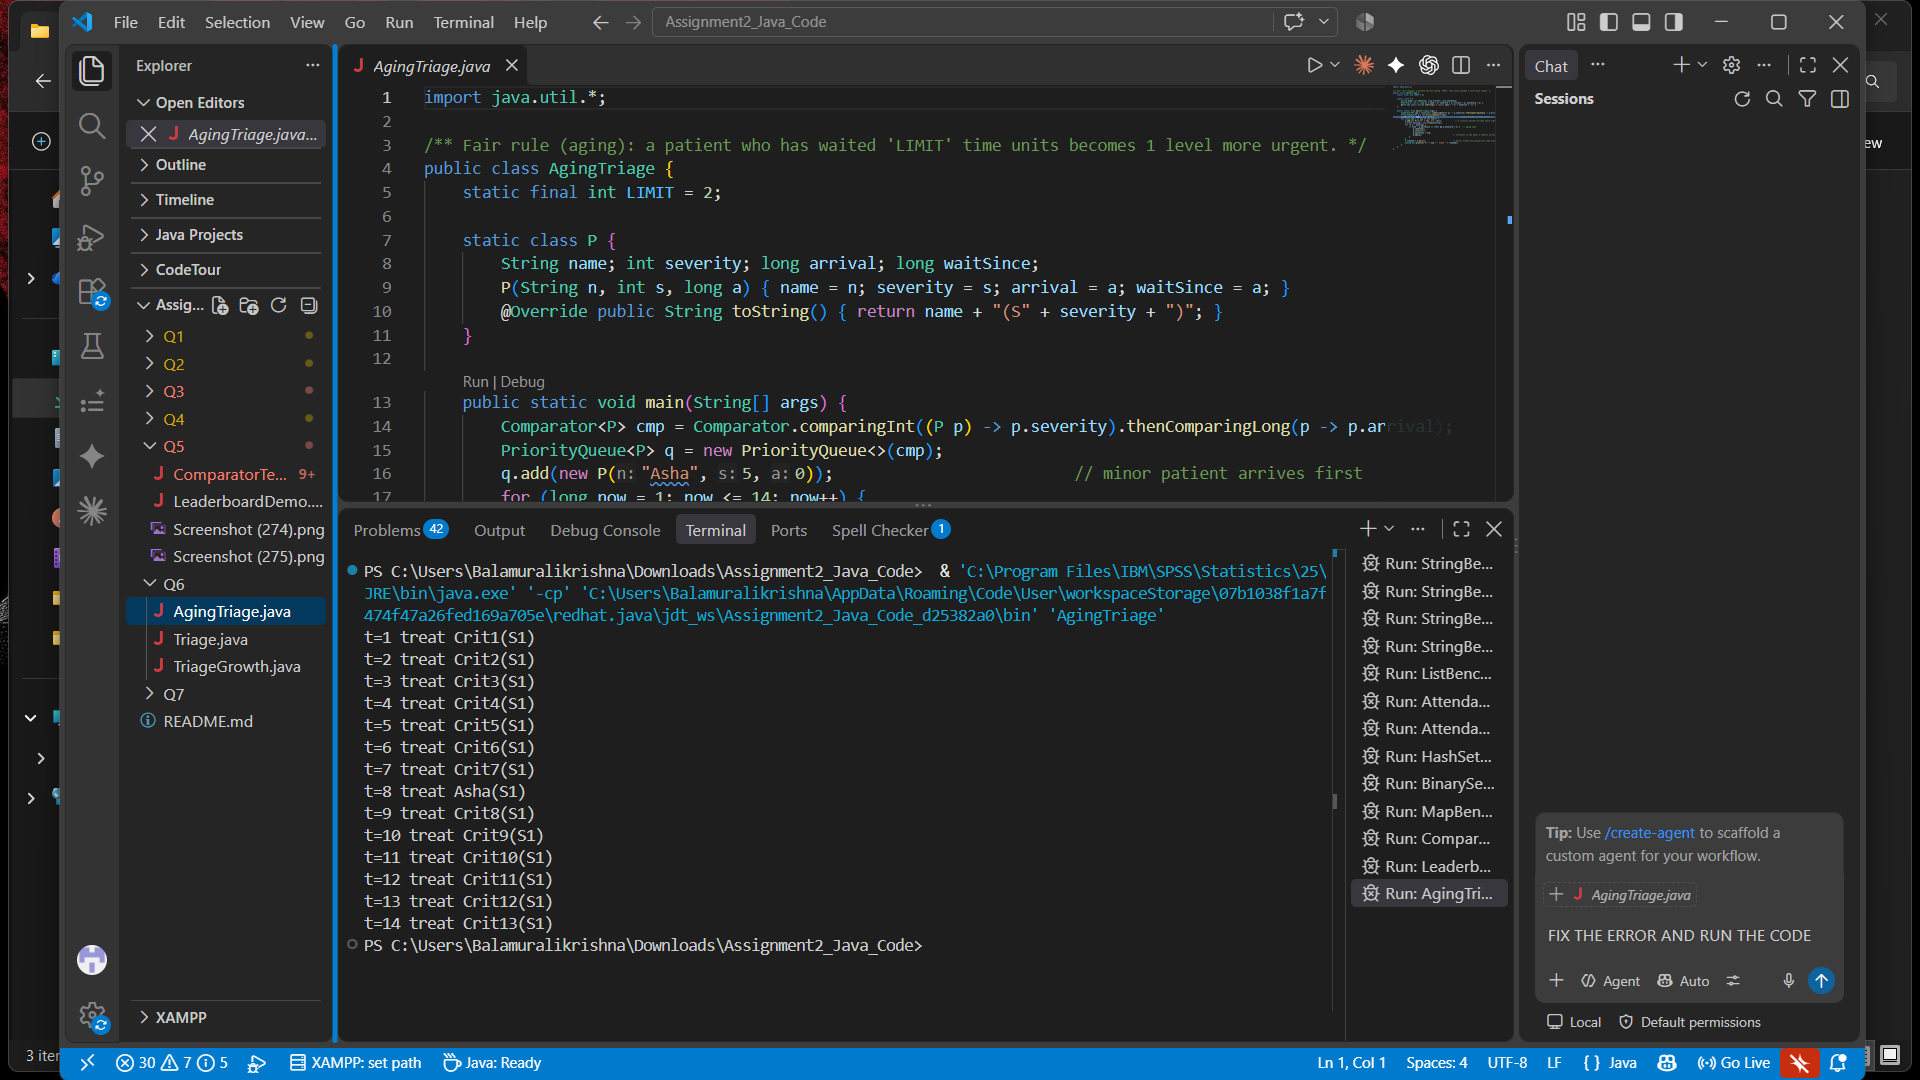 File Edit Selection View Go Run Terminal Help
Assignment2_Java_Code
Explorer
Open Editors
AgingTriage.java...
Outline
Timeline
Java Projects
CodeTour
Assig...
Q1
Q2
Q3
Q4
Q5
ComparatorTe... 9+
LeaderboardDemo....
Screenshot (274).png
Screenshot (275).png
Q6
AgingTriage.java
Triage.java
TriageGrowth.java
Q7
README.md
XAMPP
3 iter
AgingTriage.java
1 import java.util.*;
2
3 /** Fair rule (aging): a patient who has waited 'LIMIT' time units becomes 1 level more urgent. */
4 public class AgingTriage {
5 static final int LIMIT = 2;
6
7 static class P {
8 String name; int severity; long arrival; long waitSince;
9 P(String n, int s, long a) { name = n; severity = s; arrival = a; waitSince = a; }
10 @Override public String toString() { return name + "(S" + severity + ")"; }
11 }
12
Run | Debug
13 public static void main(String[] args) {
14 Comparator<P> cmp = Comparator.comparingInt((P p) -> p.severity).thenComparingLong(p -> p.arrival);
15 PriorityQueue<P> q = new PriorityQueue<>(cmp);
16 q.add(new P(n: "Asha", s: 5, a: 0)); // minor patient arrives first
17 for (long now = 1; now <= 14; now++) {
Problems 42 Output Debug Console Terminal Ports Spell Checker 1
PS C:\Users\Balamuralikrishna\Downloads\Assignment2_Java_Code> & 'C:\Program Files\IBM\SPSS\Statistics\25\
JRE\bin\java.exe' '-cp' 'C:\Users\Balamuralikrishna\AppData\Roaming\Code\User\workspaceStorage\07b1038f1a7f
474f47a26fed169a705e\redhat.java\jdt_ws\Assignment2_Java_Code_d25382a0\bin' 'AgingTriage'
t=1 treat Crit1(S1)
t=2 treat Crit2(S1)
t=3 treat Crit3(S1)
t=4 treat Crit4(S1)
t=5 treat Crit5(S1)
t=6 treat Crit6(S1)
t=7 treat Crit7(S1)
t=8 treat Asha(S1)
t=9 treat Crit8(S1)
t=10 treat Crit9(S1)
t=11 treat Crit10(S1)
t=12 treat Crit11(S1)
t=13 treat Crit12(S1)
t=14 treat Crit13(S1)
PS C:\Users\Balamuralikrishna\Downloads\Assignment2_Java_Code>
Run: StringBe...
Run: StringBe...
Run: StringBe...
Run: StringBe...
Run: ListBenc...
Run: Attenda...
Run: Attenda...
Run: HashSet...
Run: BinarySe...
Run: MapBen...
Run: Compar...
Run: Leaderb...
Run: AgingTri...
Chat
Sessions
ew
Tip: Use /create-agent to scaffold a
custom agent for your workflow.
AgingTriage.java
FIX THE ERROR AND RUN THE CODE
Agent Auto
Local Default permissions
30 7 5 XAMPP: set path Java: Ready Ln 1, Col 1 Spaces: 4 UTF-8 LF { } Java Go Live